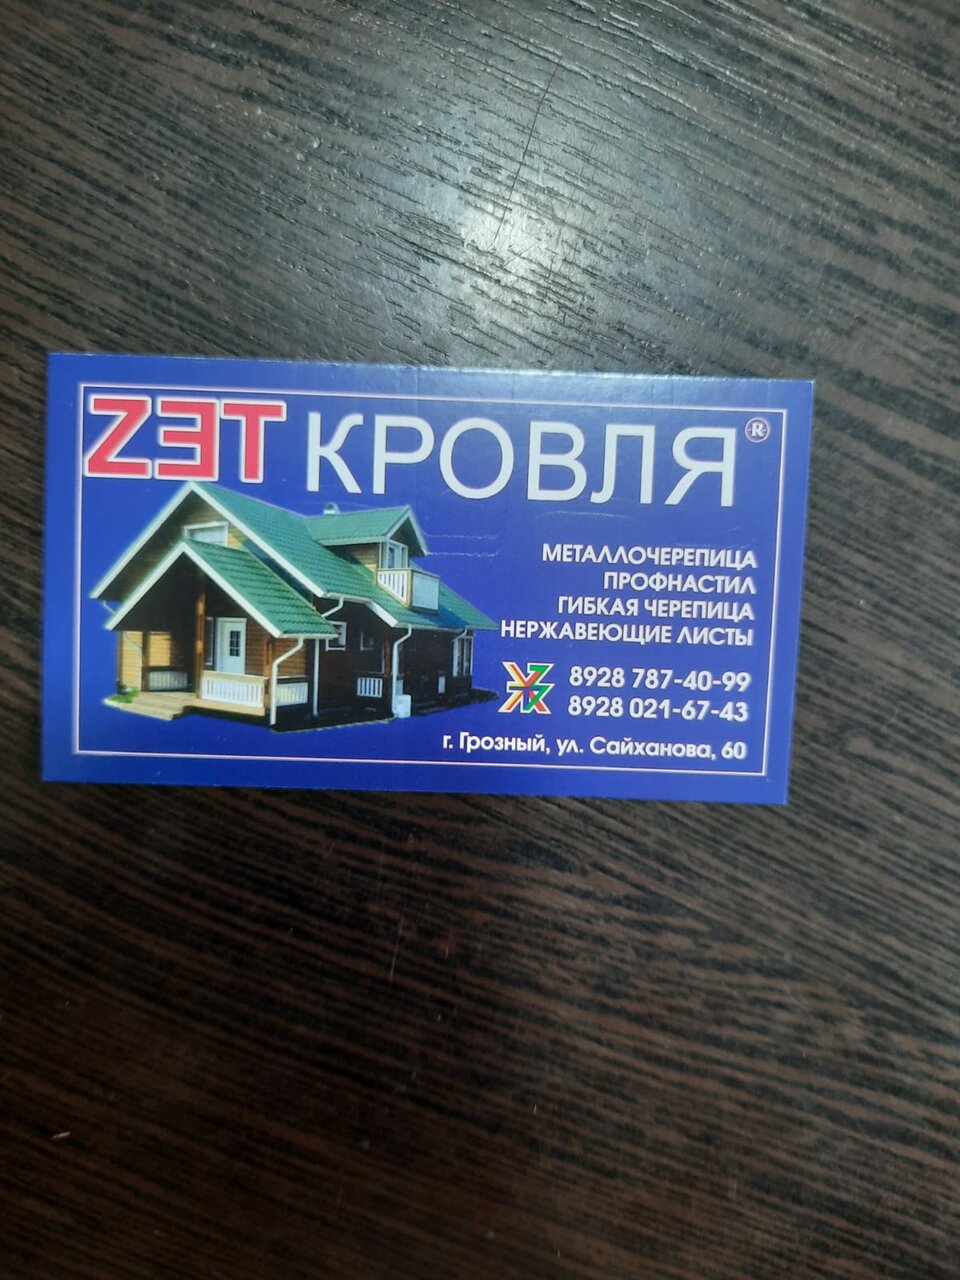 ZЭТ КРОВЛЯ®
МЕТАЛЛОЧЕРЕПИЦА
ПРОФНАСТИЛ
ГИБКАЯ ЧЕРЕПИЦА
НЕРЖАВЕЮЩИЕ ЛИСТЫ
8928 787-40-99
8928 021-67-43
г. Грозный, ул. Сайханова, 60